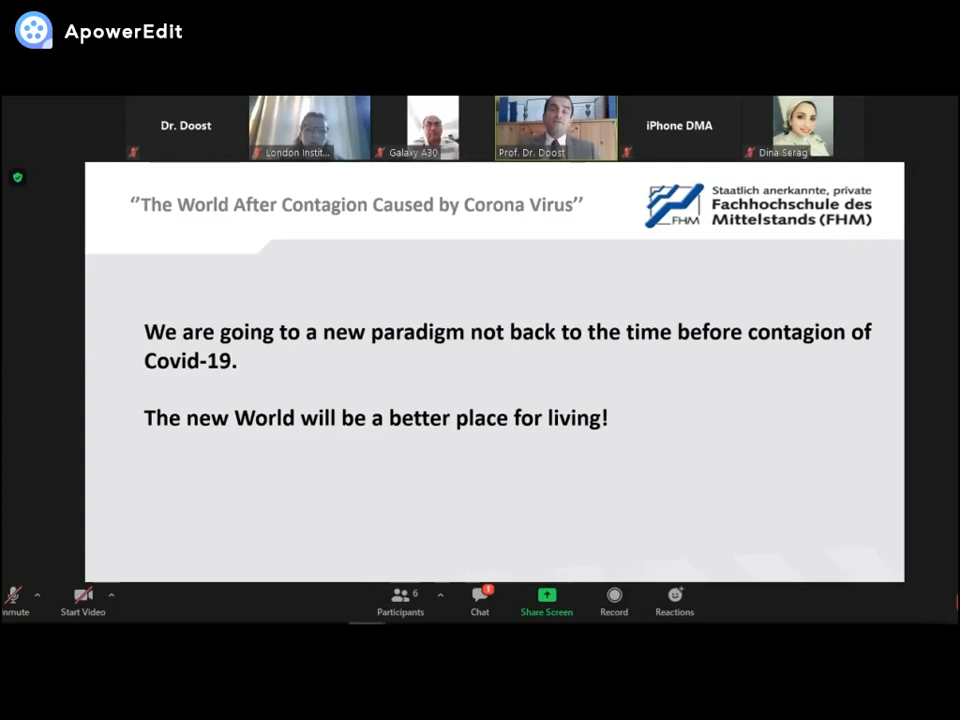 ApowerEdit
Dr. Doost
London Instit...
Galaxy A30
Prof. Dr. Doost
iPhone DMA
Dina Serag
‘’The World After Contagion Caused by Corona Virus’’
Staatlich anerkannte, private
Fachhochschule des
Mittelstands (FHM)
FHM
We are going to a new paradigm not back to the time before contagion of
Covid-19.
The new World will be a better place for living!
nmute
Start Video
Participants
6
Chat
1
Share Screen
Record
Reactions